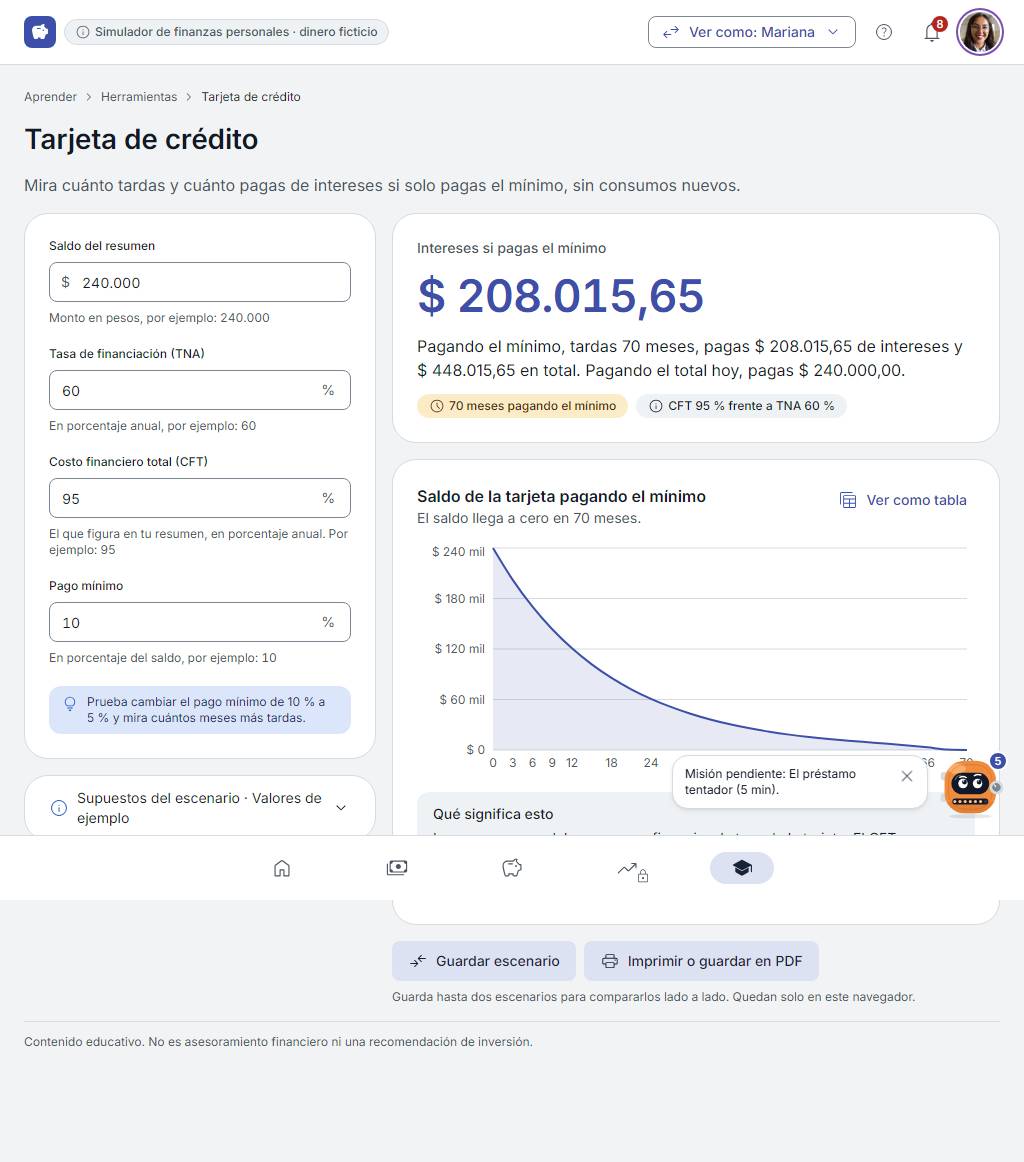 Simulador de finanzas personales · dinero ficticio
Ver como: Mariana
8
Aprender > Herramientas > Tarjeta de crédito
Tarjeta de crédito
Mira cuánto tardas y cuánto pagas de intereses si solo pagas el mínimo, sin consumos nuevos.
Saldo del resumen
$ 240.000
Monto en pesos, por ejemplo: 240.000
Tasa de financiación (TNA)
60 %
En porcentaje anual, por ejemplo: 60
Costo financiero total (CFT)
95 %
El que figura en tu resumen, en porcentaje anual. Por
ejemplo: 95
Pago mínimo
10 %
En porcentaje del saldo, por ejemplo: 10
Prueba cambiar el pago mínimo de 10 % a
5 % y mira cuántos meses más tardas.
Supuestos del escenario · Valores de
ejemplo
Intereses si pagas el mínimo
$ 208.015,65
Pagando el mínimo, tardas 70 meses, pagas $ 208.015,65 de intereses y
$ 448.015,65 en total. Pagando el total hoy, pagas $ 240.000,00.
70 meses pagando el mínimo
CFT 95 % frente a TNA 60 %
Saldo de la tarjeta pagando el mínimo
Ver como tabla
El saldo llega a cero en 70 meses.
$ 240 mil
$ 180 mil
$ 120 mil
$ 60 mil
$ 0
0 3 6 9 12 18 24
Misión pendiente: El préstamo
tentador (5 min).
5
Qué significa esto
Guardar escenario
Imprimir o guardar en PDF
Guarda hasta dos escenarios para compararlos lado a lado. Quedan solo en este navegador.
Contenido educativo. No es asesoramiento financiero ni una recomendación de inversión.